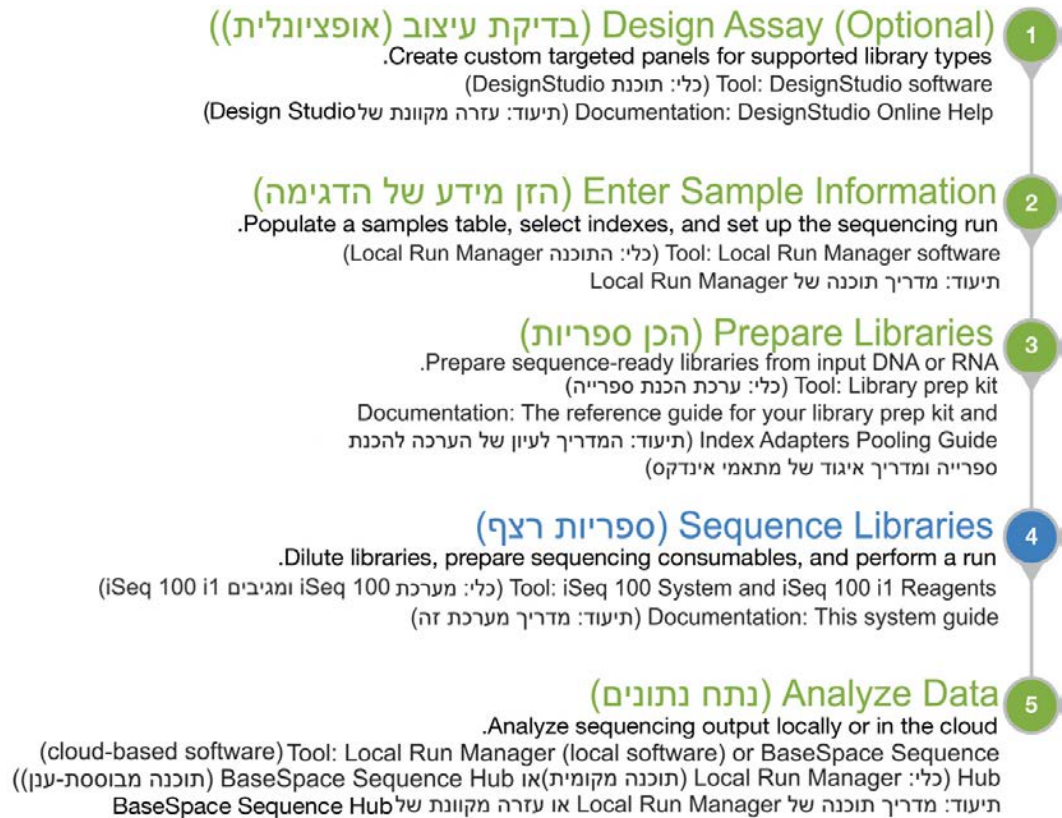 1
Design Assay (Optional) (בדיקת עיצוב (אופציונלית))
Create custom targeted panels for supported library types.
Tool: DesignStudio software (כלי: תוכנת DesignStudio)
Documentation: DesignStudio Online Help (תיעוד: עזרה מקוונת של Design Studio)
2
Enter Sample Information (הזן מידע של הדגימה)
Populate a samples table, select indexes, and set up the sequencing run.
Tool: Local Run Manager software (כלי: התוכנה Local Run Manager)
תיעוד: מדריך תוכנה של Local Run Manager
3
Prepare Libraries (הכן ספריות)
Prepare sequence-ready libraries from input DNA or RNA.
Tool: Library prep kit (כלי: ערכת הכנת ספרייה)
Documentation: The reference guide for your library prep kit and
Index Adapters Pooling Guide (תיעוד: המדריך לעיון של הערכה להכנת
ספרייה ומדריך איגוד של מתאמי אינדקס)
4
Sequence Libraries (ספריות רצף)
Dilute libraries, prepare sequencing consumables, and perform a run.
Tool: iSeq 100 System and iSeq 100 i1 Reagents (כלי: מערכת iSeq 100 ומגיבים iSeq 100 i1)
Documentation: This system guide (תיעוד: מדריך מערכת זה)
5
Analyze Data (נתח נתונים)
Analyze sequencing output locally or in the cloud.
Tool: Local Run Manager (local software) or BaseSpace Sequence (cloud-based software)
Hub (כלי: Local Run Manager (תוכנה מקומית)או BaseSpace Sequence Hub (תוכנה מבוססת-ענן))
תיעוד: מדריך תוכנה של Local Run Manager או עזרה מקוונת של BaseSpace Sequence Hub